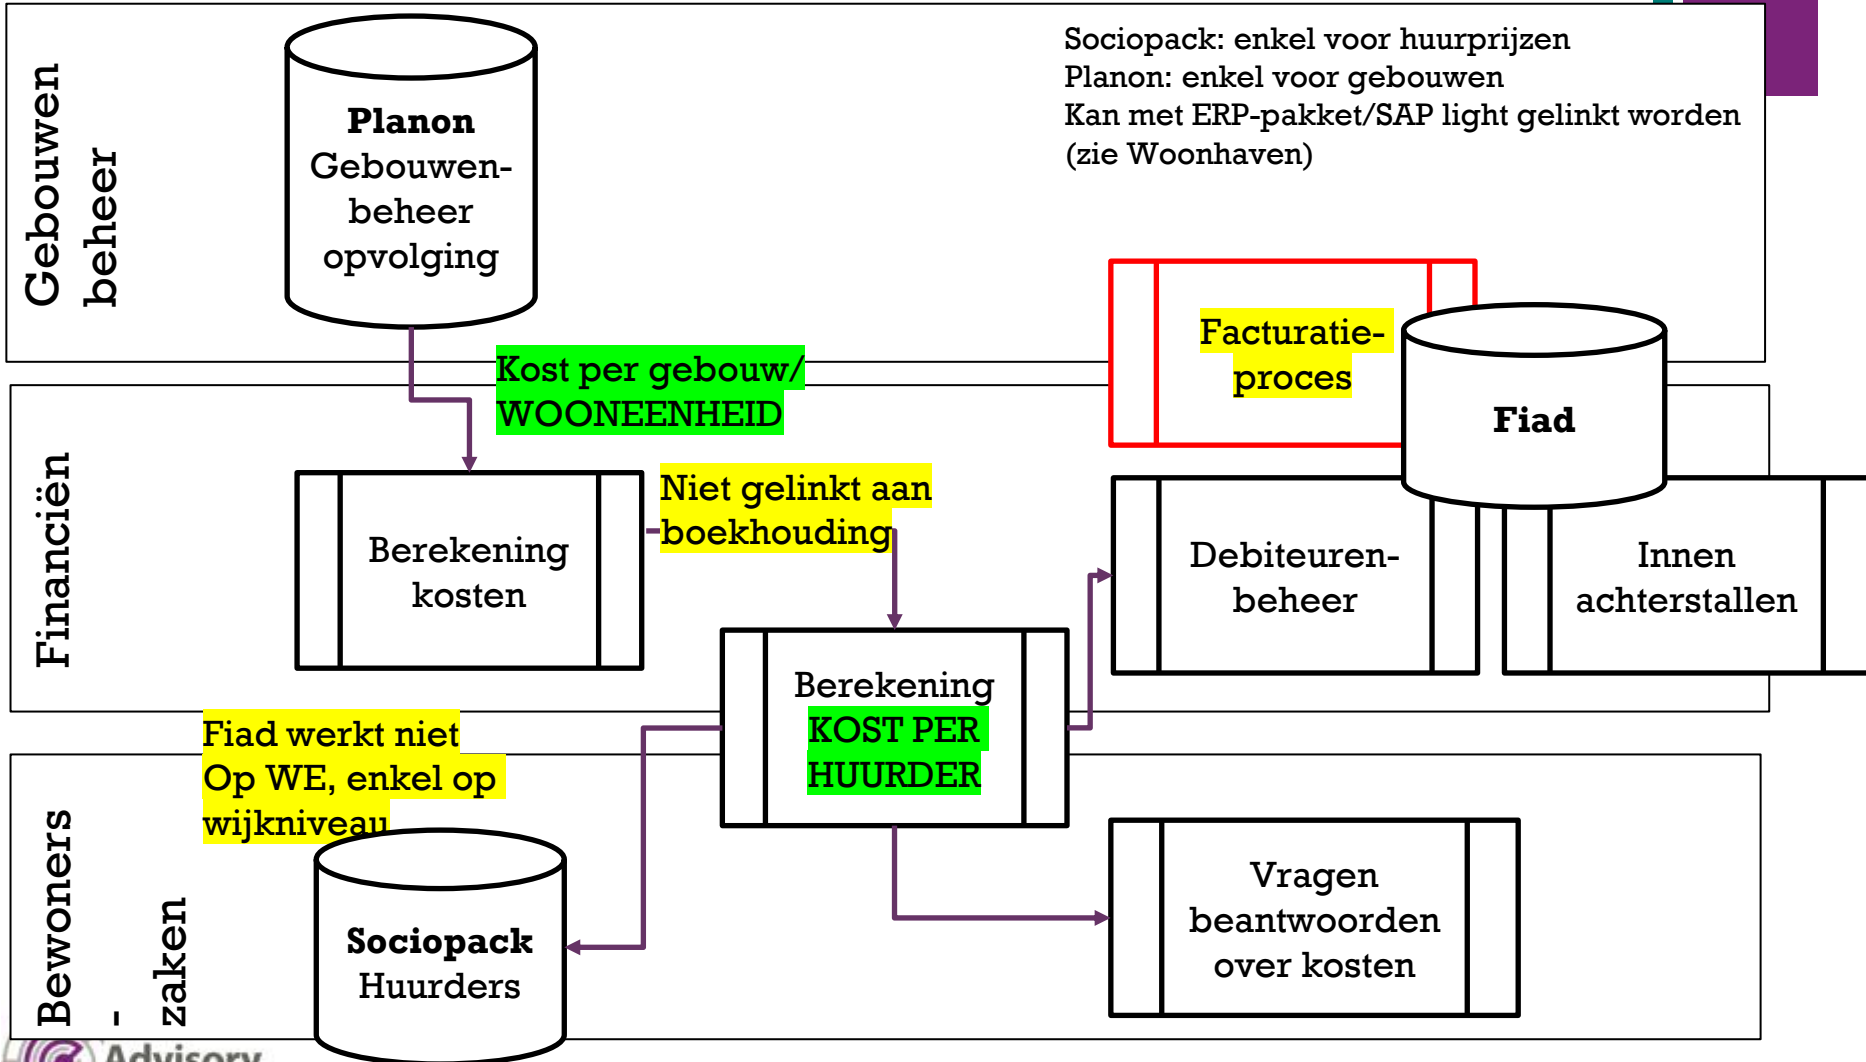 Gebouwen
beheer
Planon
Gebouwen-
beheer
opvolging
Sociopack: enkel voor huurprijzen
Planon: enkel voor gebouwen
Kan met ERP-pakket/SAP light gelinkt worden
(zie Woonhaven)
Kost per gebouw/
WOONEENHEID
Facturatie-
proces
Fiad
Financiën
Berekening
kosten
Niet gelinkt aan
boekhouding
Debiteuren-
beheer
Innen
achterstallen
Berekening
KOST PER
HUURDER
Fiad werkt niet
Op WE, enkel op
wijkniveau
Bewoners
-
zaken
Sociopack
Huurders
Vragen
beantwoorden
over kosten
Advisory